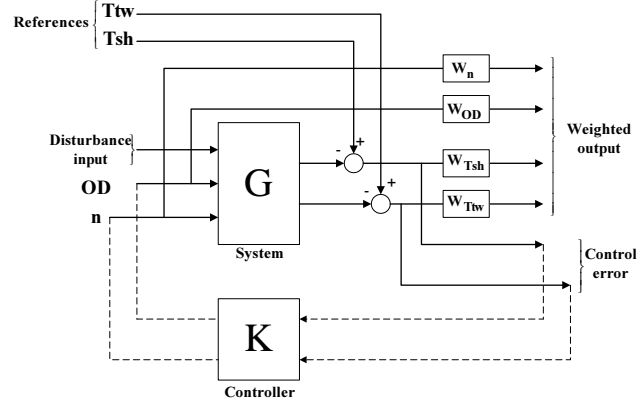 Ttw
References
Tsh
Wn
WOD
Disturbance
input
Weighted
output
- +
WTsh
G
OD
- +
WTtw
n
System
Control
error
K
Controller